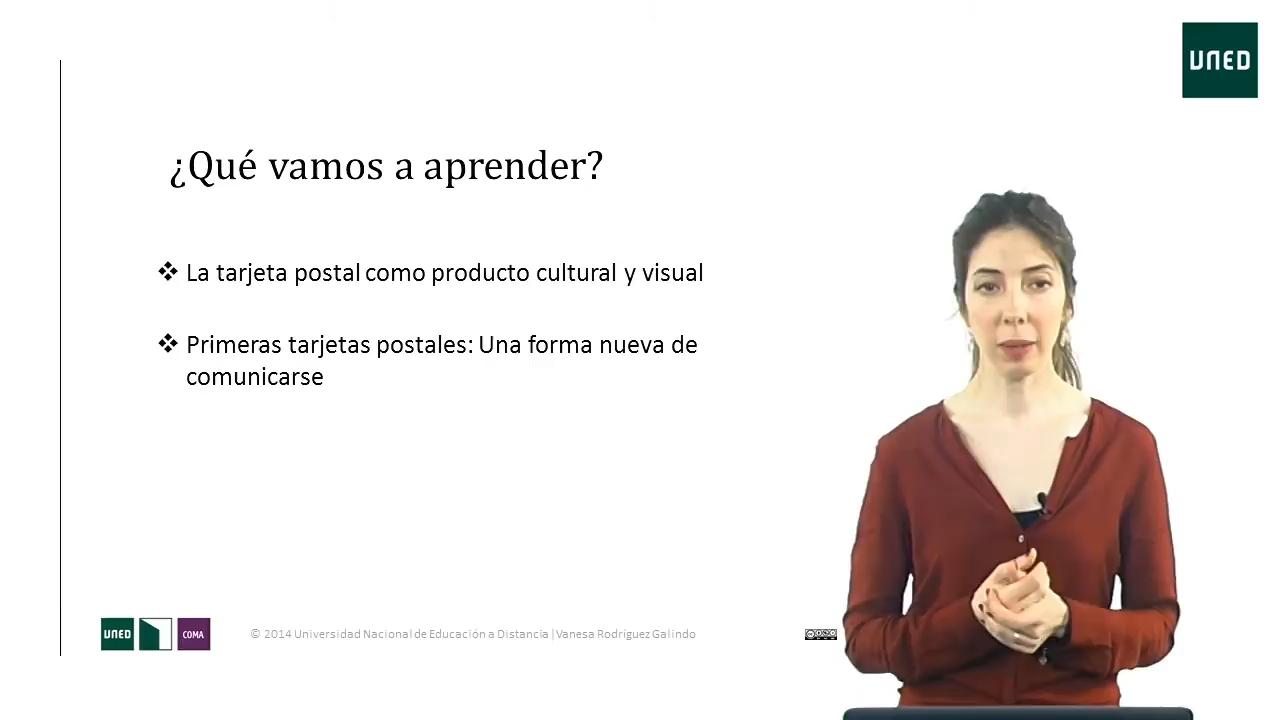 UNED
¿Qué vamos a aprender?
❖ La tarjeta postal como producto cultural y visual
❖ Primeras tarjetas postales: Una forma nueva de
comunicarse
UNED COMA © 2014 Universidad Nacional de Educación a Distancia | Vanesa Rodríguez Galindo